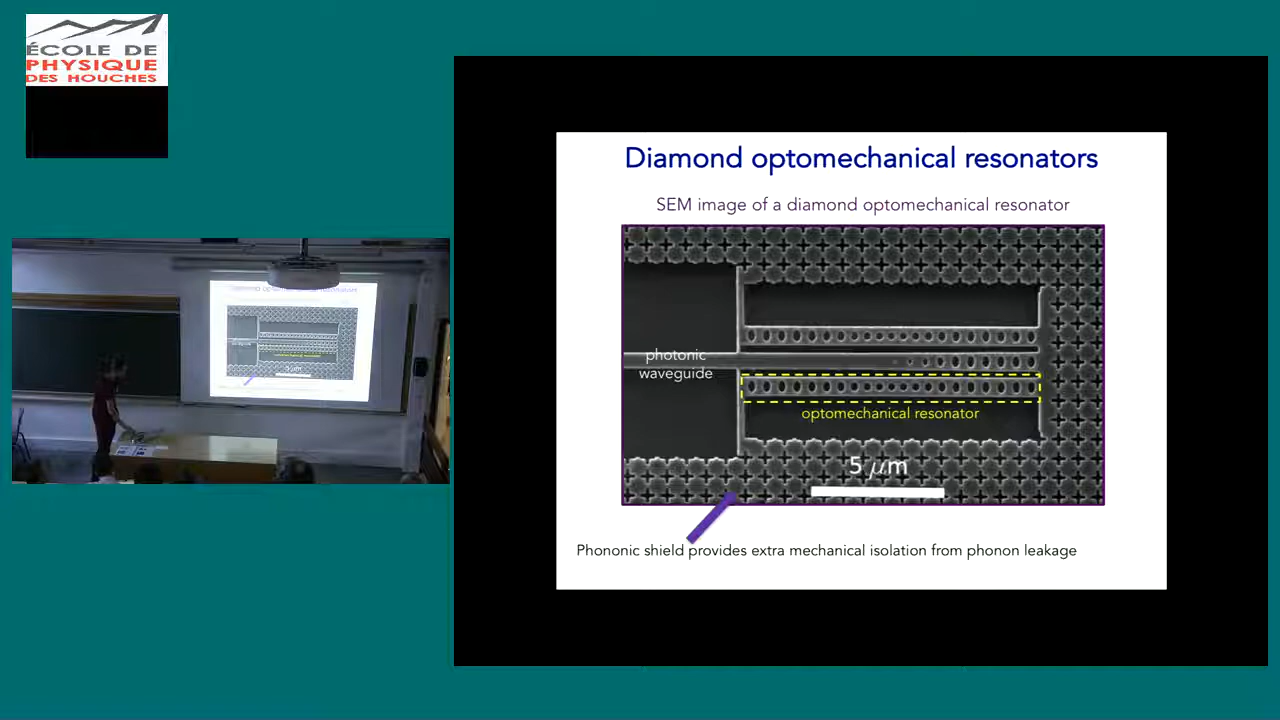 ÉCOLE DE
PHYSIQUE
DES HOUCHES
Diamond optomechanical resonators
SEM image of a diamond optomechanical resonator
photonic
waveguide
optomechanical resonator
5 μm
Phononic shield provides extra mechanical isolation from phonon leakage